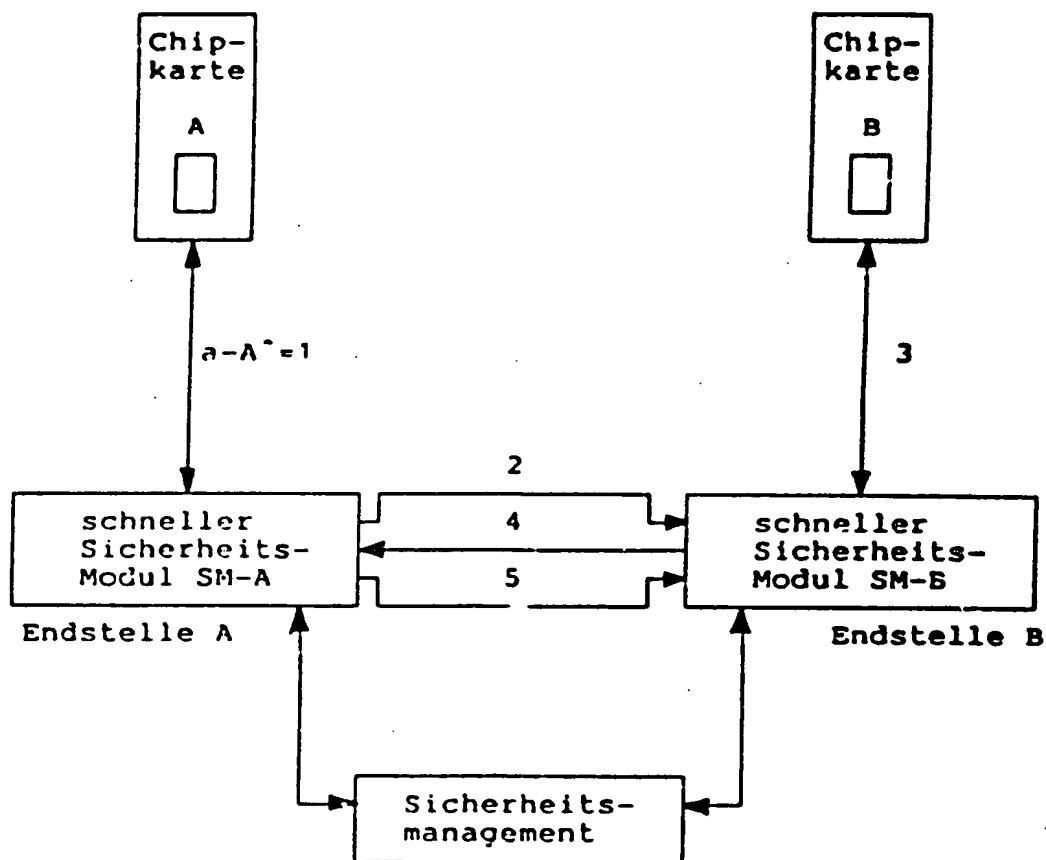 Chip-
karte
A
Chip-
karte
B
a-A^=1
3
2
schneller
Sicherheits-
Modul SM-A
4
5
schneller
Sicherheits-
Modul SM-B
Endstelle A
Endstelle B
Sicherheits-
management